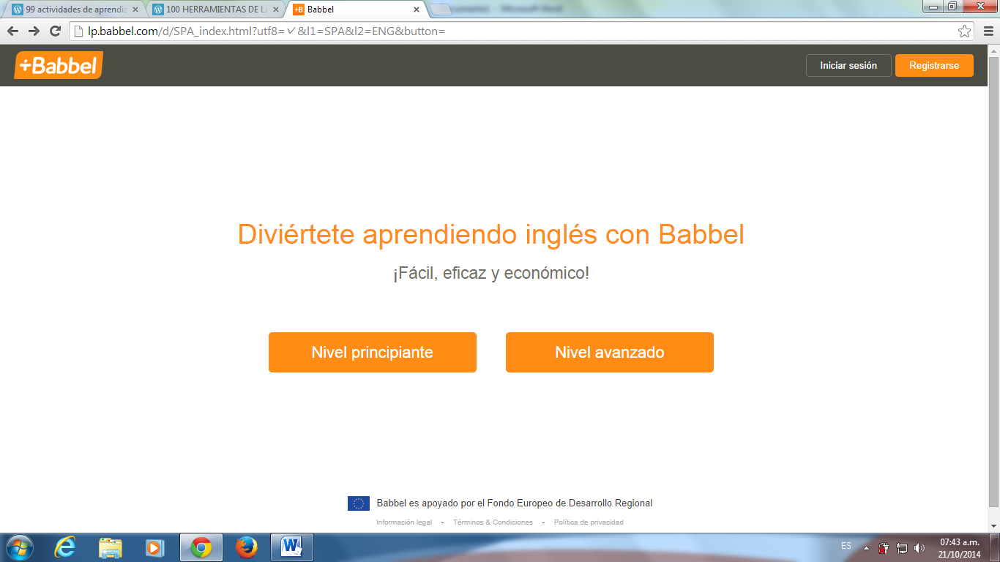 99 actividades de aprendiz
100 HERRAMIENTAS DE LA
+B Babbel
Microsoft Word
lp.babbel.com/d/SPA_index.html?utf8=✓&l1=SPA&l2=ENG&button=
+Babbel
Iniciar sesión
Registrarse
Diviértete aprendiendo inglés con Babbel
¡Fácil, eficaz y económico!
Nivel principiante
Nivel avanzado
Babbel es apoyado por el Fondo Europeo de Desarrollo Regional
Información legal - Términos & Condiciones - Política de privacidad
ES
07:43 a.m.
21/10/2014